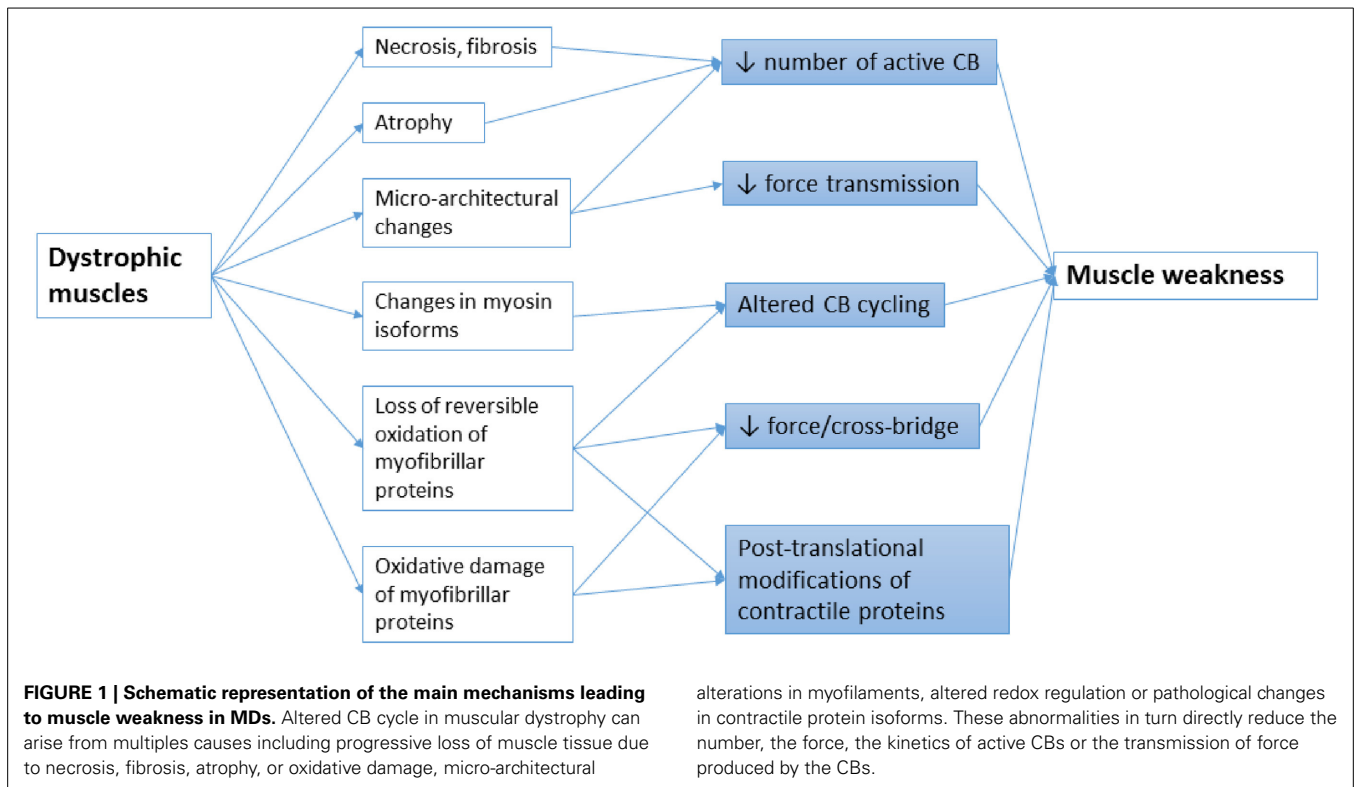 Necrosis, fibrosis
↓ number of active CB
Atrophy
Micro-architectural
changes
↓ force transmission
Dystrophic
muscles
Muscle weakness
Changes in myosin
isoforms
Altered CB cycling
Loss of reversible
oxidation of
myofibrillar
proteins
↓ force/cross-bridge
Oxidative damage
of myofibrillar
proteins
Post-translational
modifications of
contractile proteins
FIGURE 1 | Schematic representation of the main mechanisms leading
to muscle weakness in MDs. Altered CB cycle in muscular dystrophy can
arise from multiples causes including progressive loss of muscle tissue due
to necrosis, fibrosis, atrophy, or oxidative damage, micro-architectural
alterations in myofilaments, altered redox regulation or pathological changes
in contractile protein isoforms. These abnormalities in turn directly reduce the
number, the force, the kinetics of active CBs or the transmission of force
produced by the CBs.